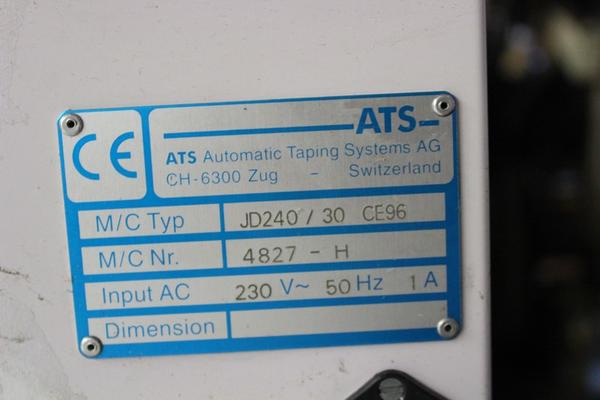 CE
ATS
ATS Automatic Taping Systems AG
CH-6300 Zug - Switzerland
M/C Typ JD240 / 30 CE96
M/C Nr. 4827 - H
Input AC 230 V~ 50 Hz 1 A
Dimension